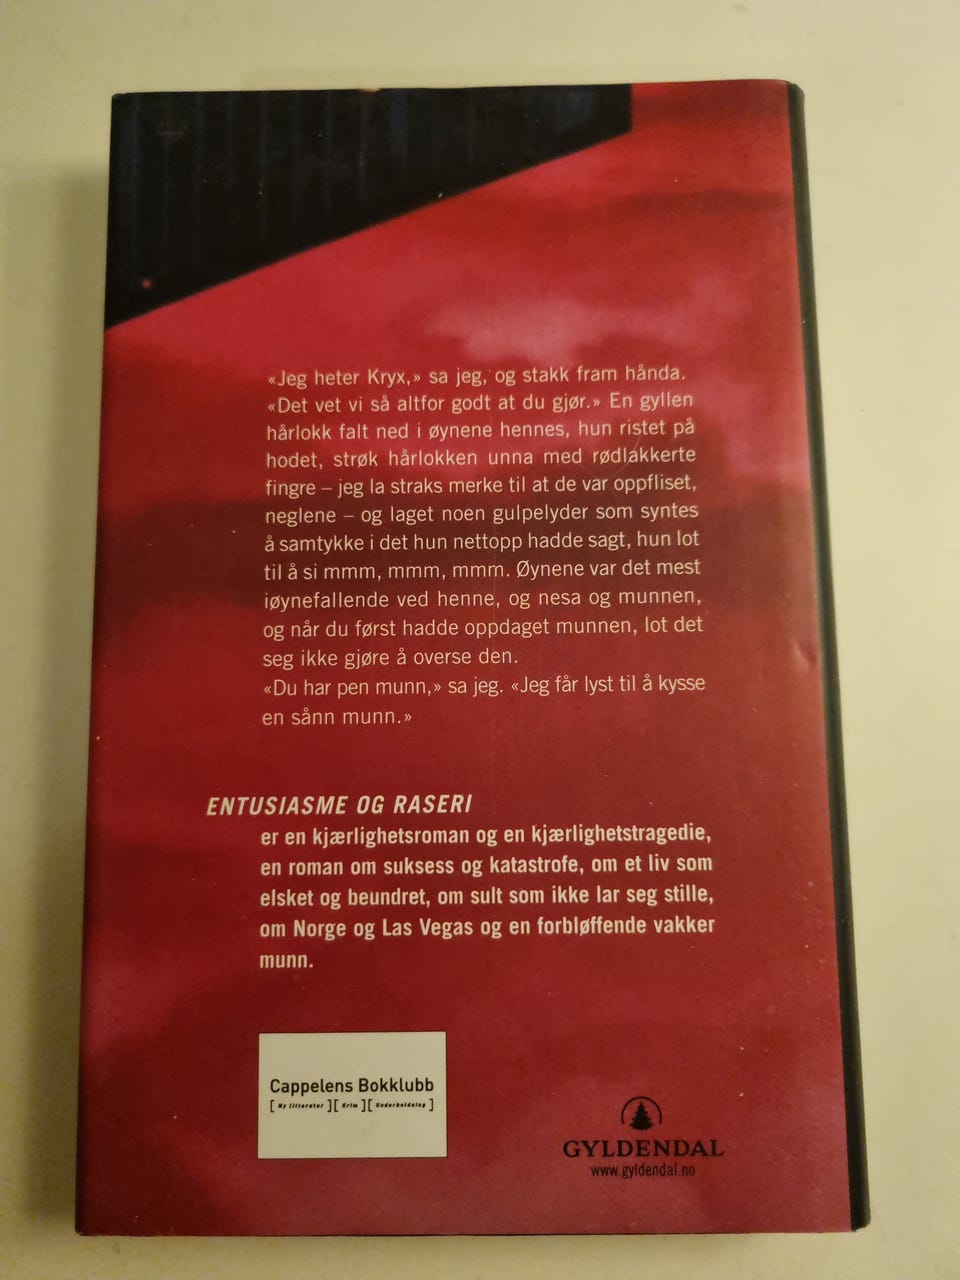 «Jeg heter Kryx,» sa jeg, og stakk fram hånda.
«Det vet vi så altfor godt at du gjør.» En gyllen
hårlokk falt ned i øynene hennes, hun ristet på
hodet, strøk hårlokken unna med rødlakkerte
fingre – jeg la straks merke til at de var oppfliset,
neglene – og laget noen gulpelyder som syntes
å samtykke i det hun nettopp hadde sagt, hun lot
til å si mmm, mmm, mmm. Øynene var det mest
iøynefallende ved henne, og nesa og munnen,
og når du først hadde oppdaget munnen, lot det
seg ikke gjøre å overse den.
«Du har pen munn,» sa jeg. «Jeg får lyst til å kysse
en sånn munn.»
ENTUSIASME OG RASERI
er en kjærlighetsroman og en kjærlighetstragedie,
en roman om suksess og katastrofe, om et liv som
elsket og beundret, om sult som ikke lar seg stille,
om Norge og Las Vegas og en forbløffende vakker
munn.
Cappelens Bokklubb
[ Ny litteratur ][ Krim ][ Underholdning ]
GYLDENDAL
www.gyldendal.no